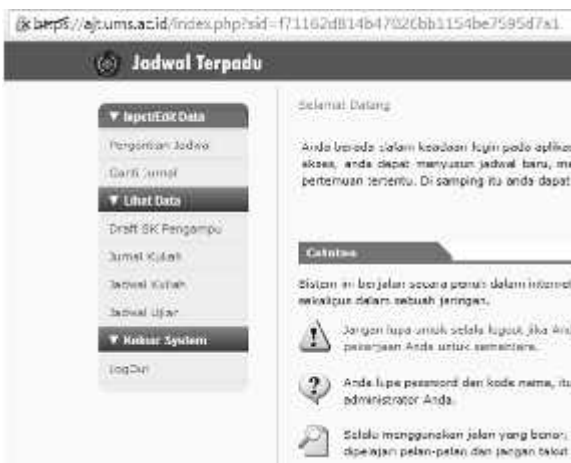 https://ajt.ums.ac.id/index.php?sid=
Jadwal Terpadu
Input/Edit Data
Pergantian Jadwal
Ganti Jurnal
Lihat Data
Draft SK Pengampu
Jurnal Kuliah
Jadwal Kuliah
Jadwal Ujian
Keluar System
LogOut
Selamat Datang
Anda berada dalam keadaan login pada aplikas
akses, anda dapat menyusun jadwal baru, me
pertemuan tertentu. Di samping itu anda dapat
Catatan
Sistem ini berjalan secara penuh dalam internet
sekaligus dalam sebuah jaringan.
Jangan lupa untuk selalu logout jika And
pekerjaan Anda untuk sementara.
Anda lupa password dan kode nama, itu
administrator Anda.
Selalu menggunakan jalan yang benar,
dipelajari pelan-pelan dan jangan takut